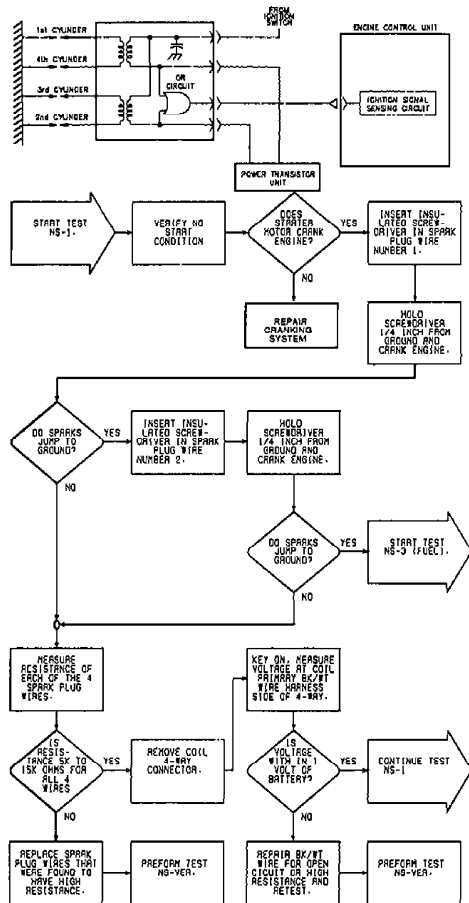 FROM
IGNITION
SWITCH
1st CYLINDER
4th CYLINDER
3rd CYLINDER
2nd CYLINDER
OR
CIRCUIT
ENGINE CONTROL UNIT
IGNITION SIGNAL
SENSING CIRCUIT
POWER TRANSISTOR
UNIT
START TEST
NS-1.
VERIFY NO
START
CONDITION
DOES
STARTER
MOTOR CRANK
ENGINE?
YES
NO
INSERT INSU-
LATED SCREW-
DRIVER IN SPARK
PLUG WIRE
NUMBER 1.
REPAIR
CRANKING
SYSTEM
HOLD
SCREWDRIVER
1/4 INCH FROM
GROUND AND
CRANK ENGINE.
DO SPARKS
JUMP TO
GROUND?
YES
NO
INSERT INSU-
LATED SCREW-
DRIVER IN SPARK
PLUG WIRE
NUMBER 2.
HOLD
SCREWDRIVER
1/4 INCH FROM
GROUND AND
CRANK ENGINE.
DO SPARKS
JUMP TO
GROUND?
YES
NO
START TEST
NS-3 (FUEL).
MEASURE
RESISTANCE OF
EACH OF THE 4
SPARK PLUG
WIRES.
KEY ON, MEASURE
VOLTAGE AT COIL
PRIMARY BK/WT
WIRE HARNESS
SIDE OF 4-WAY.
IS
RESIS-
TANCE 5K TO
15K OHMS FOR
ALL 4
WIRES
YES
NO
REMOVE COIL
4-WAY
CONNECTOR.
IS
VOLTAGE
WITH IN 1
VOLT OF
BATTERY?
YES
NO
CONTINUE TEST
NS-1
REPLACE SPARK
PLUG WIRES THAT
WERE FOUND TO
HAVE HIGH
RESISTANCE.
PREFORM TEST
NS-VER.
REPAIR BK/WT
WIRE FOR OPEN
CICUIT OR HIGH
RESISTANCE AND
RETEST.
PREFORM TEST
NS-VER.